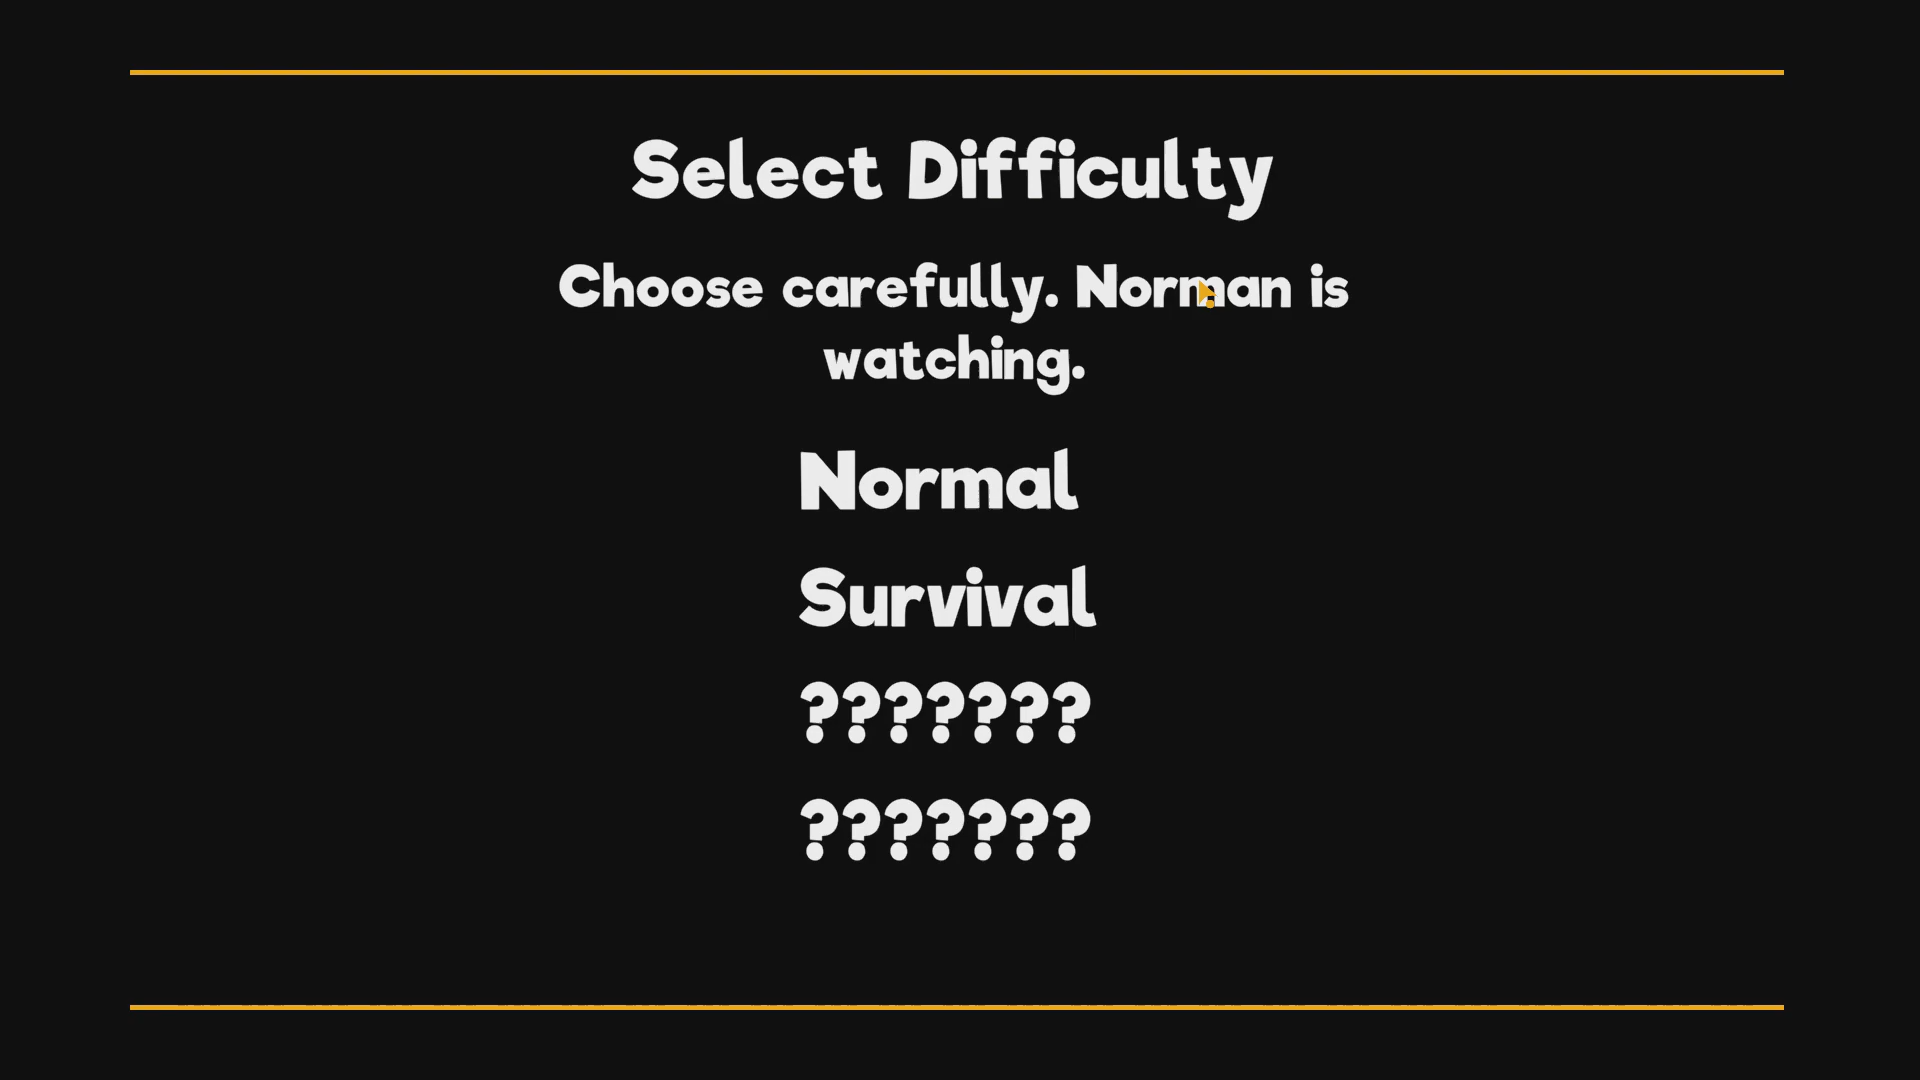 Select Difficulty
Choose carefully. Norman is
watching.
Normal
Survival
???????
???????